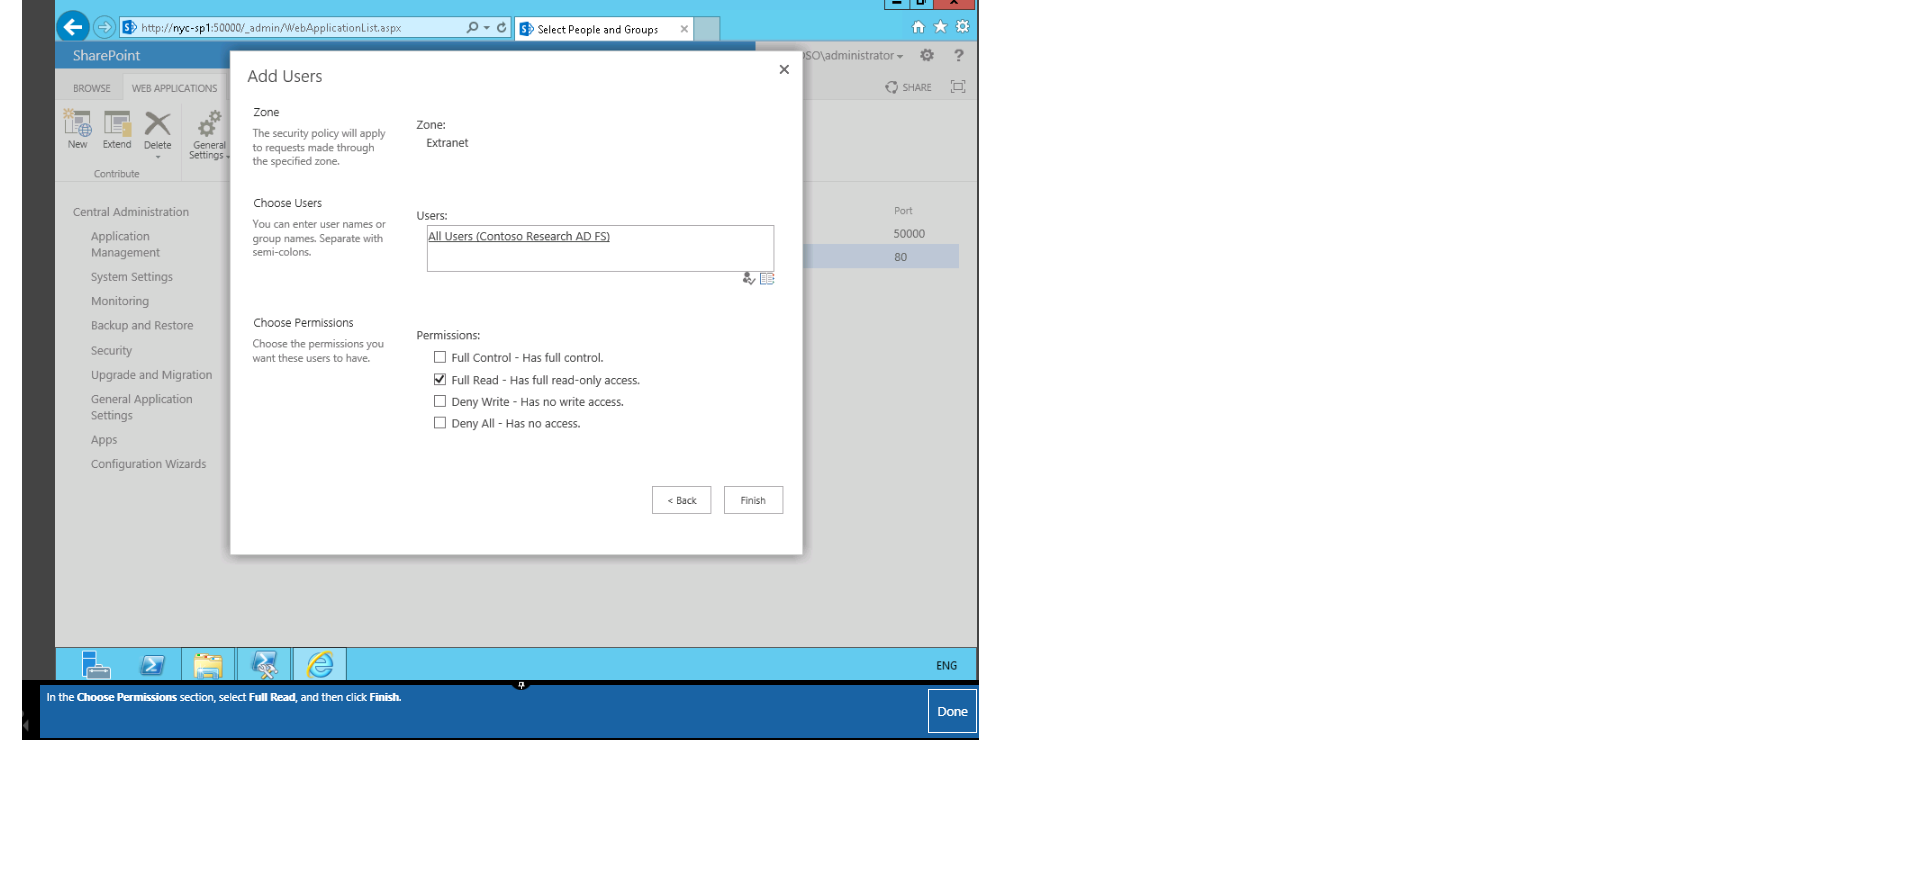 http://nyc-sp1:50000/_admin/WebApplicationList.aspx
Select People and Groups
SharePoint
SO\administrator
BROWSE
WEB APPLICATIONS
SHARE
New
Extend
Delete
General
Settings
Contribute
Add Users
Zone
The security policy will apply
to requests made through
the specified zone.
Zone:
Extranet
Choose Users
You can enter user names or
group names. Separate with
semi-colons.
Users:
All Users (Contoso Research AD FS)
Choose Permissions
Choose the permissions you
want these users to have.
Permissions:
Full Control - Has full control.
Full Read - Has full read-only access.
Deny Write - Has no write access.
Deny All - Has no access.
< Back
Finish
Central Administration
Application
Management
System Settings
Monitoring
Backup and Restore
Security
Upgrade and Migration
General Application
Settings
Apps
Configuration Wizards
Port
50000
80
ENG
In the Choose Permissions section, select Full Read, and then click Finish.
Done